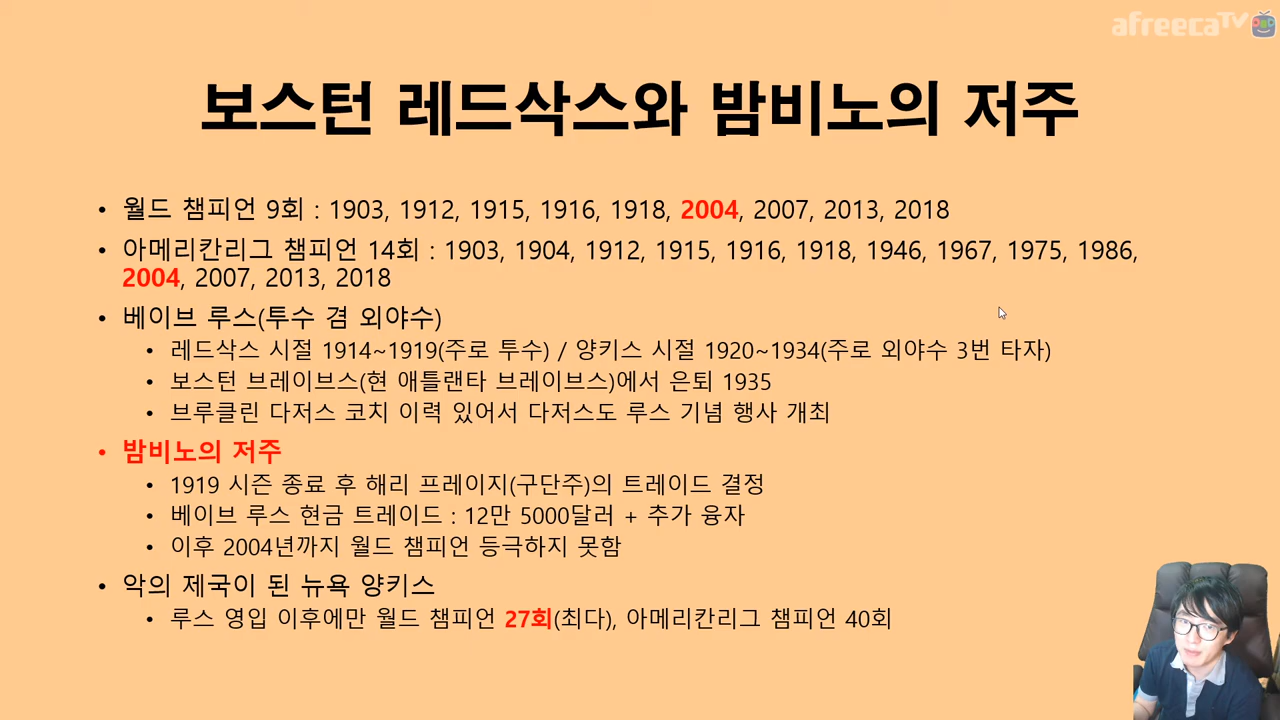 afreecaTV
보스턴 레드삭스와 밤비노의 저주
• 월드 챔피언 9회 : 1903, 1912, 1915, 1916, 1918, 2004, 2007, 2013, 2018
• 아메리칸리그 챔피언 14회 : 1903, 1904, 1912, 1915, 1916, 1918, 1946, 1967, 1975, 1986,
2004, 2007, 2013, 2018
• 베이브 루스(투수 겸 외야수)
• 레드삭스 시절 1914~1919(주로 투수) / 양키스 시절 1920~1934(주로 외야수 3번 타자)
• 보스턴 브레이브스(현 애틀랜타 브레이브스)에서 은퇴 1935
• 브루클린 다저스 코치 이력 있어서 다저스도 루스 기념 행사 개최
• 밤비노의 저주
• 1919 시즌 종료 후 해리 프레이지(구단주)의 트레이드 결정
• 베이브 루스 현금 트레이드 : 12만 5000달러 + 추가 융자
• 이후 2004년까지 월드 챔피언 등극하지 못함
• 악의 제국이 된 뉴욕 양키스
• 루스 영입 이후에만 월드 챔피언 27회(최다), 아메리칸리그 챔피언 40회